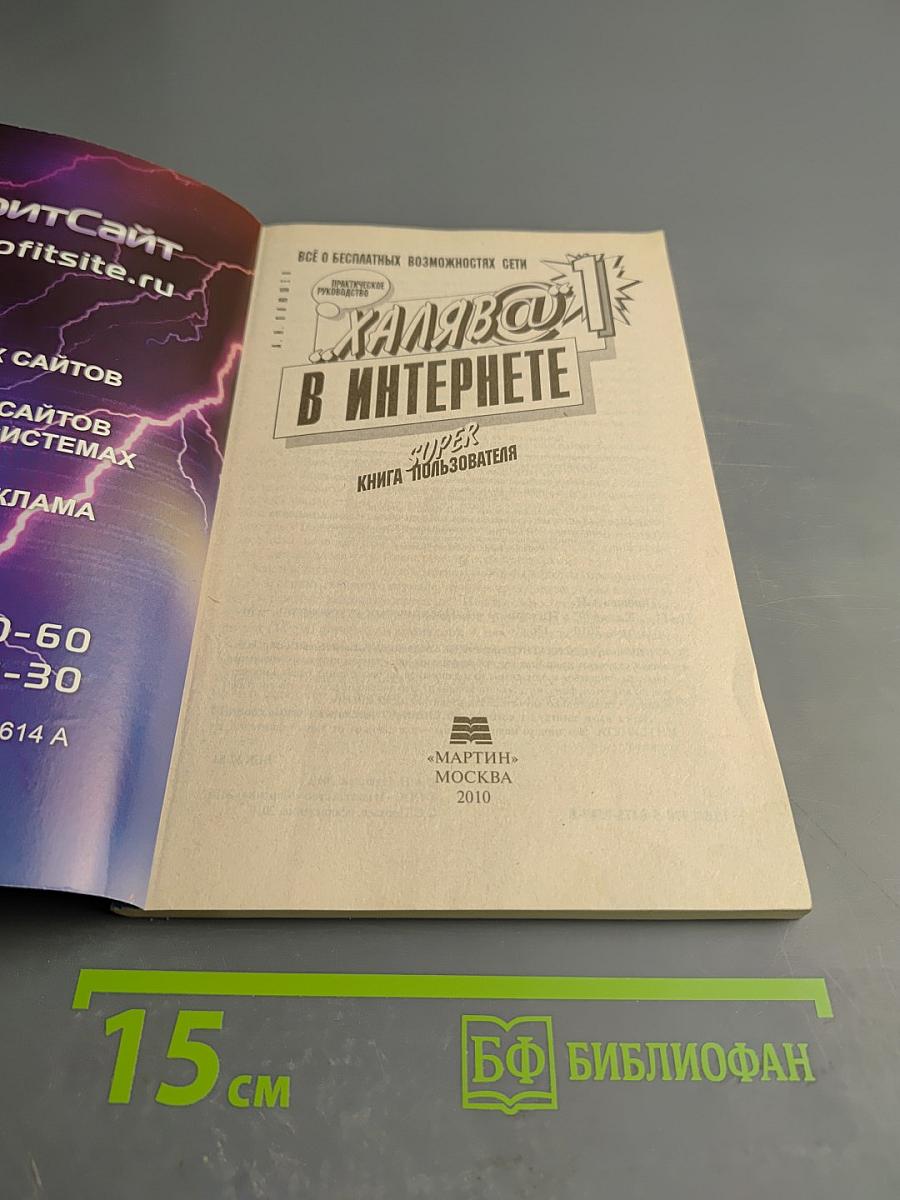 ритСайт
ofitsite.ru
САЙТОВ
САЙТОВ
ИСТЕМАХ
КЛАМА
0-60
-30
614 А
ВСЁ О БЕСПЛАТНЫХ ВОЗМОЖНОСТЯХ СЕТИ
ПРАКТИЧЕСКОЕ
РУКОВОДСТВО
„ХАЛЯВ@" 1
В ИНТЕРНЕТЕ
SUPER
КНИГА ПОЛЬЗОВАТЕЛЯ
«МАРТИН»
МОСКВА
2010
15 см
БФ БИБЛИОФАН